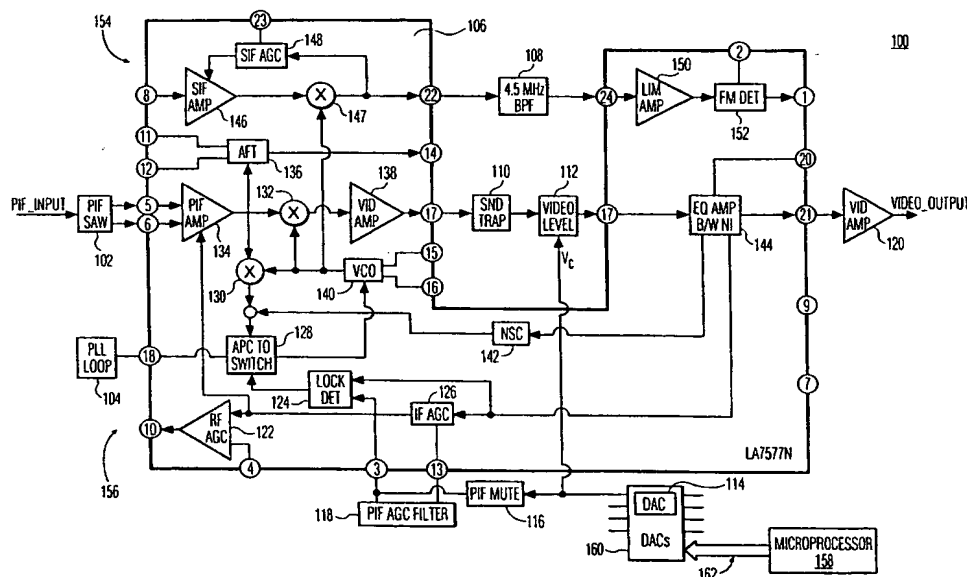 23
154
106
100
SIF AGC
148
108
150
2
8
SIF AMP
146
147
22
4.5 MHz BPF
24
LIM AMP
FM DET
152
1
11
12
AFT
136
14
20
PIF_INPUT
PIF SAW
102
5
6
PIF AMP
134
132
138
VID AMP
17
110
SND TRAP
112
VIDEO LEVEL
17
EQ AMP B/W NI
144
21
VID AMP
120
VIDEO_OUTPUT
130
VCO
140
15
16
VC
9
NSC
142
128
APC TO SWITCH
18
PLL LOOP
104
LOCK DET
124
126
IF AGC
7
10
RF AGC
122
156
4
3
13
LA7577N
114
DAC
DACs
160
PIF MUTE
116
118
PIF AGC FILTER
162
MICROPROCESSOR
158